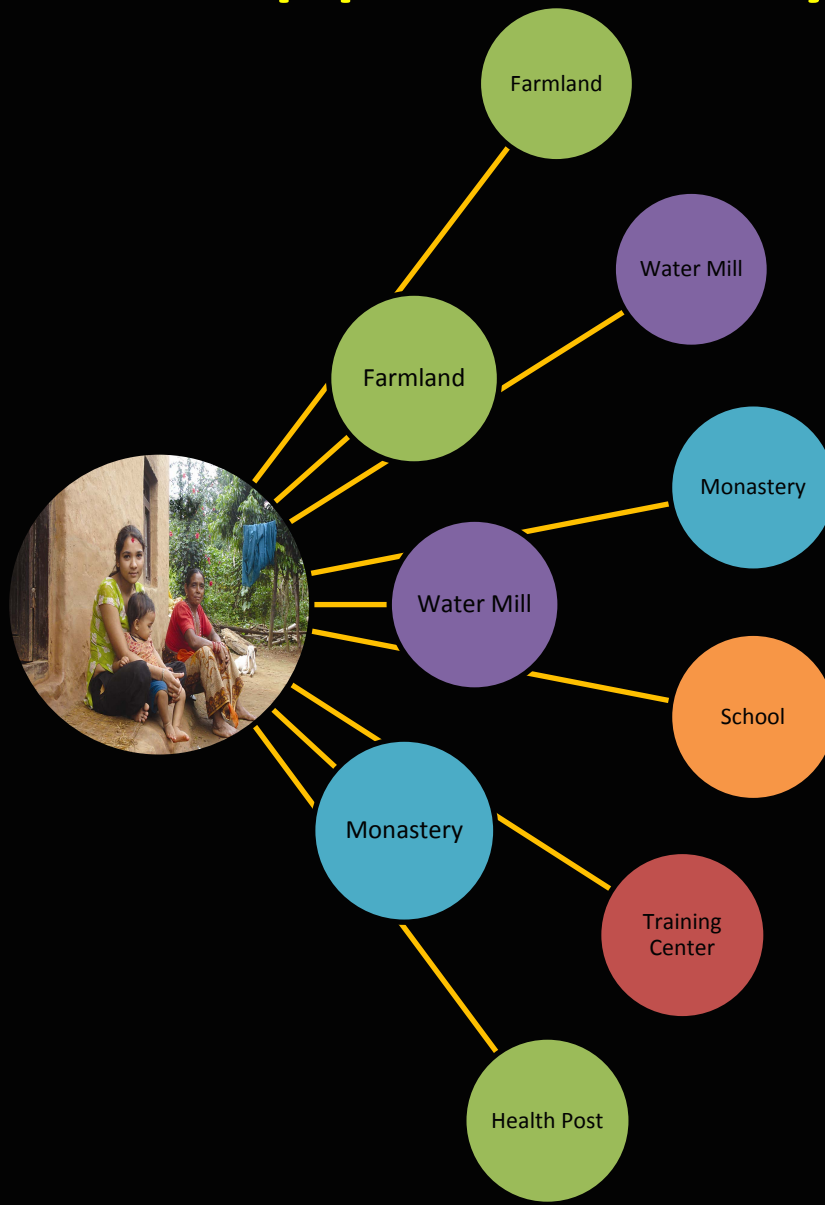 Farmland
Water Mill
Farmland
Monastery
Water Mill
School
Monastery
Training
Center
Health Post